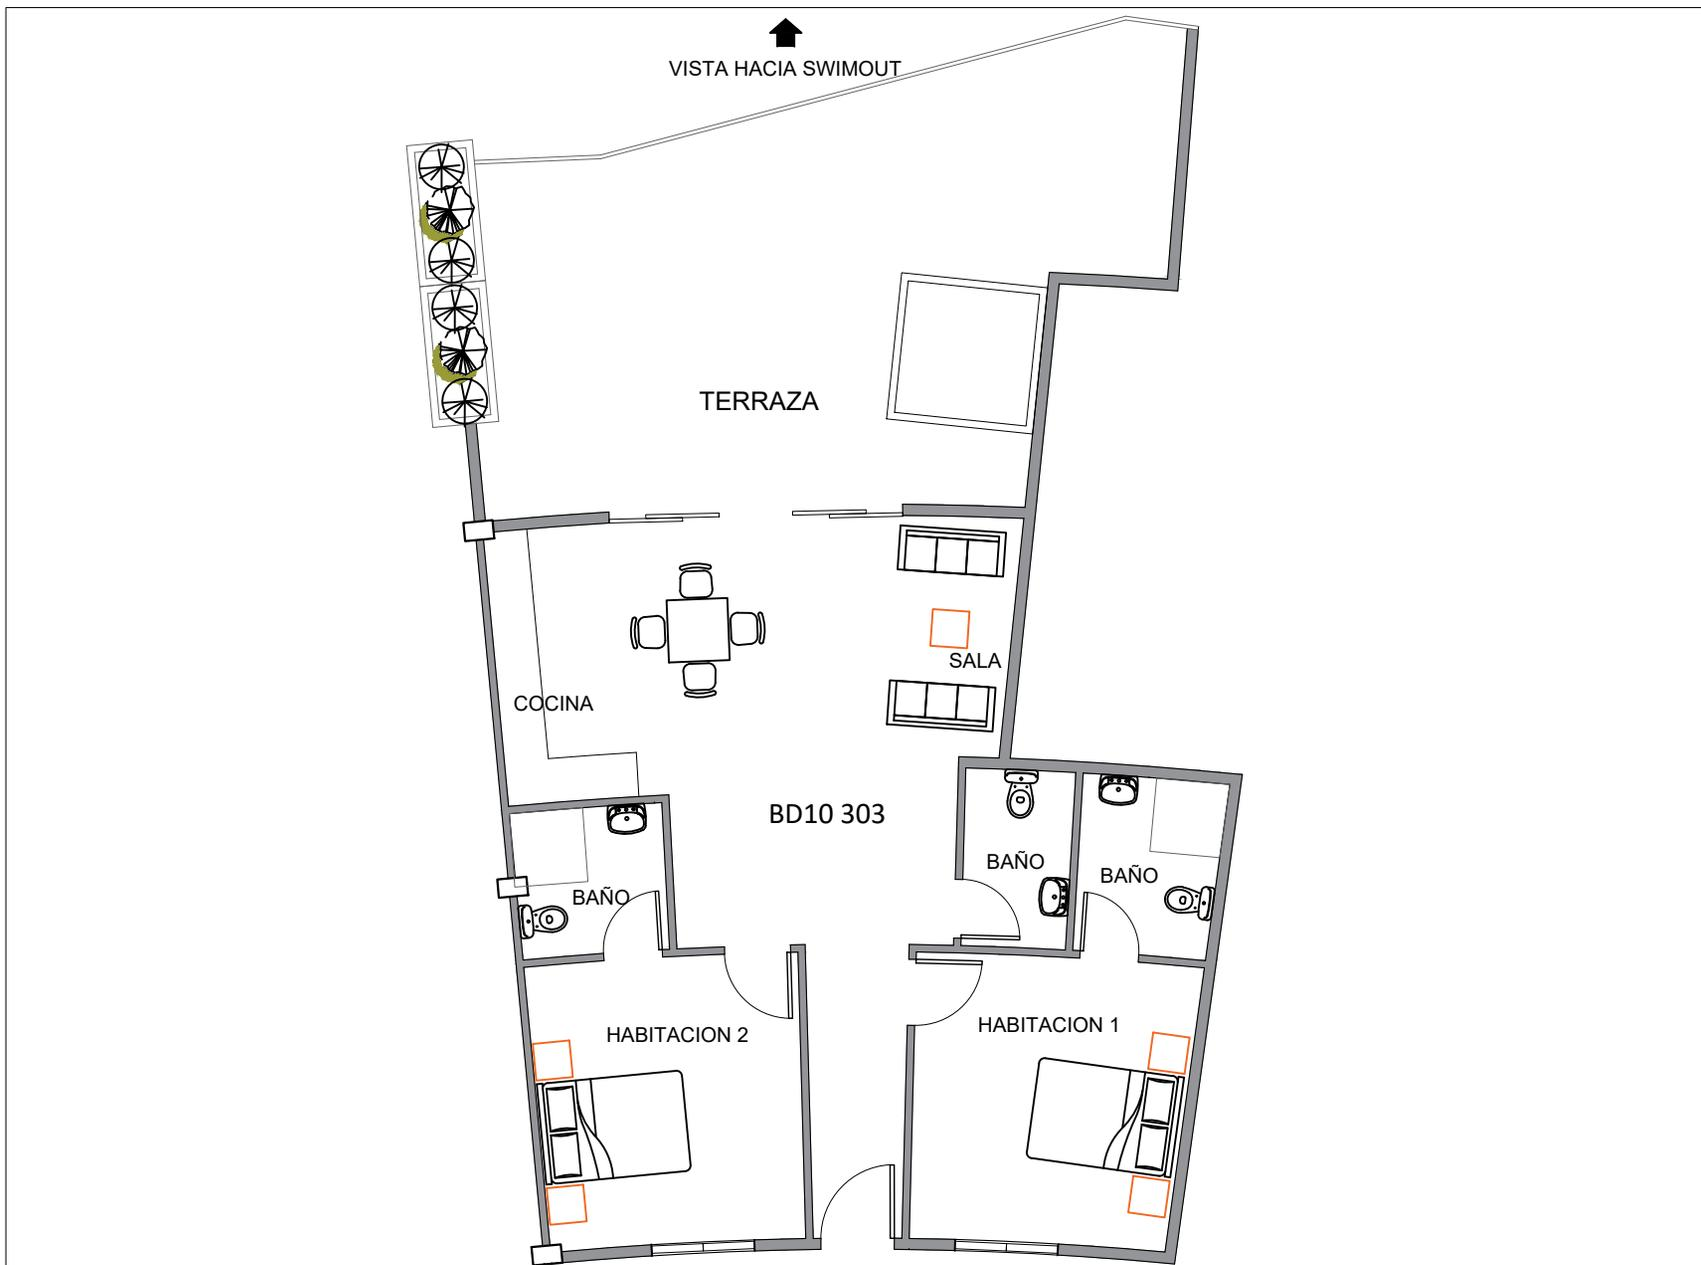 VISTA HACIA SWIMOUT
TERRAZA
SALA
COCINA
BD10 303
BAÑO
BAÑO
BAÑO
HABITACION 1
HABITACION 2